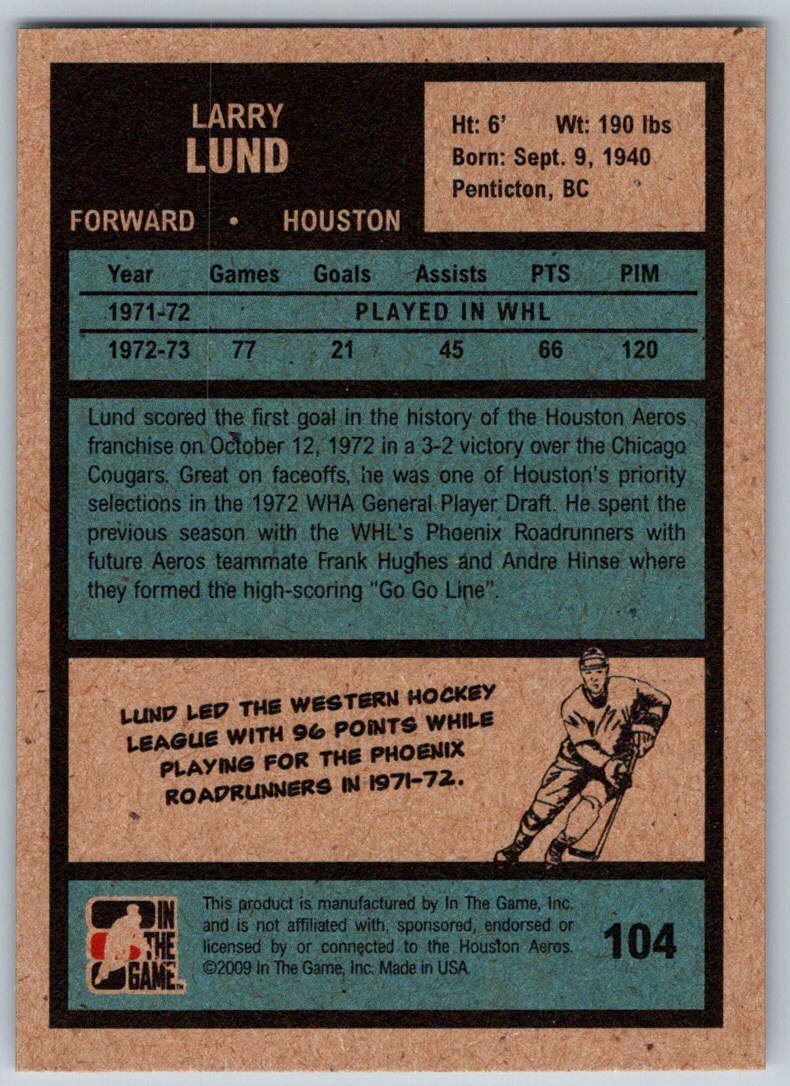 LARRY
LUND
FORWARD • HOUSTON
Ht: 6' Wt: 190 lbs
Born: Sept. 9, 1940
Penticton, BC
Year Games Goals Assists PTS PIM
1971-72 PLAYED IN WHL
1972-73 77 21 45 66 120
Lund scored the first goal in the history of the Houston Aeros
franchise on October 12, 1972 in a 3-2 victory over the Chicago
Cougars. Great on faceoffs, he was one of Houston's priority
selections in the 1972 WHA General Player Draft. He spent the
previous season with the WHL's Phoenix Roadrunners with
future Aeros teammate Frank Hughes and Andre Hinse where
they formed the high-scoring "Go Go Line".
LUND LED THE WESTERN HOCKEY
LEAGUE WITH 96 POINTS WHILE
PLAYING FOR THE PHOENIX
ROADRUNNERS IN 1971-72.
IN
THE
GAME™
This product is manufactured by In The Game, Inc.
and is not affiliated with, sponsored, endorsed or
licensed by or connected to the Houston Aeros.
©2009 In The Game, Inc. Made in USA.
104